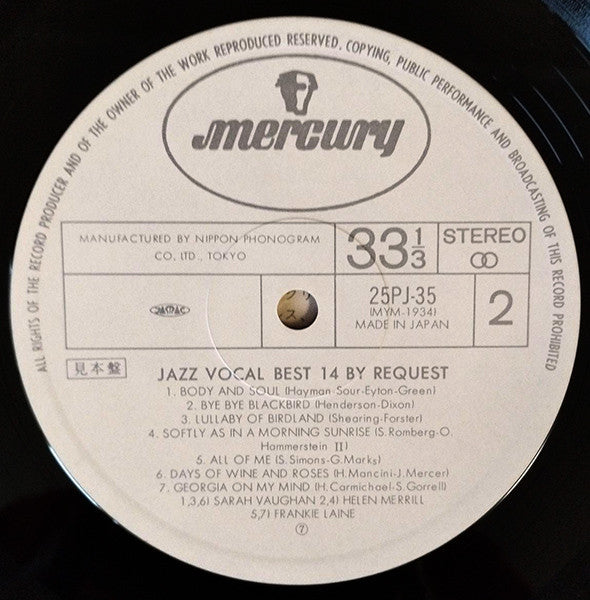 ALL RIGHTS OF THE RECORD PRODUCER AND OF THE OWNER OF THE WORK REPRODUCED RESERVED. COPYING, PUBLIC PERFORMANCE AND BROADCASTING OF THIS RECORD PROHIBITED
mercury
MANUFACTURED BY NIPPON PHONOGRAM
CO., LTD., TOKYO
33 1/3
STEREO
25PJ-35
(MYM-1934)
MADE IN JAPAN
2
見本盤
JAZZ VOCAL BEST 14 BY REQUEST
1. BODY AND SOUL (Hayman-Sour-Eyton-Green)
2. BYE BYE BLACKBIRD (Henderson-Dixon)
3. LULLABY OF BIRDLAND (Shearing-Forster)
4. SOFTLY AS IN A MORNING SUNRISE (S. Romberg-O.
Hammerstein II)
5. ALL OF ME (S. Simons-G. Marks)
6. DAYS OF WINE AND ROSES (H. Mancini-J. Mercer)
7. GEORGIA ON MY MIND (H. Carmichael-S. Gorrell)
1,3,6) SARAH VAUGHAN 2,4) HELEN MERRILL
5,7) FRANKIE LAINE
⑦